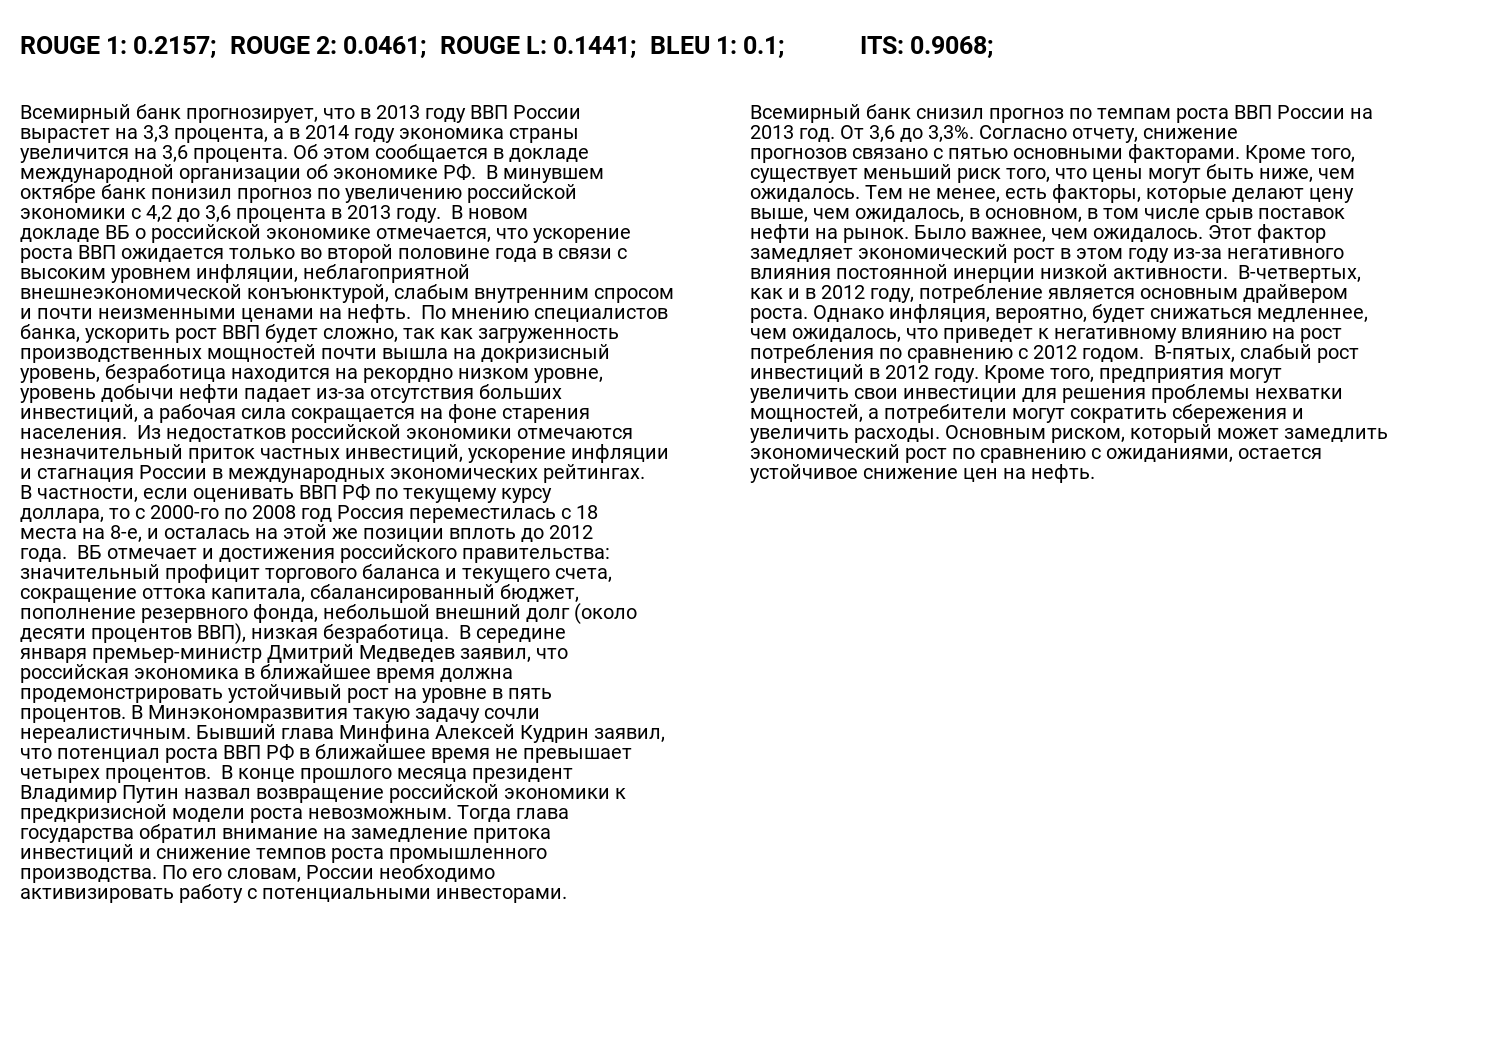 ROUGE 1: 0.2157;  ROUGE 2: 0.0461;  ROUGE L: 0.1441;  BLEU 1: 0.1;  ITS: 0.9068;
Всемирный банк прогнозирует, что в 2013 году ВВП России
вырастет на 3,3 процента, а в 2014 году экономика страны
увеличится на 3,6 процента. Об этом сообщается в докладе
международной организации об экономике РФ.  В минувшем
октябре банк понизил прогноз по увеличению российской
экономики с 4,2 до 3,6 процента в 2013 году.  В новом
докладе ВБ о российской экономике отмечается, что ускорение
роста ВВП ожидается только во второй половине года в связи с
высоким уровнем инфляции, неблагоприятной
внешнеэкономической конъюнктурой, слабым внутренним спросом
и почти неизменными ценами на нефть.  По мнению специалистов
банка, ускорить рост ВВП будет сложно, так как загруженность
производственных мощностей почти вышла на докризисный
уровень, безработица находится на рекордно низком уровне,
уровень добычи нефти падает из-за отсутствия больших
инвестиций, а рабочая сила сокращается на фоне старения
населения.  Из недостатков российской экономики отмечаются
незначительный приток частных инвестиций, ускорение инфляции
и стагнация России в международных экономических рейтингах.
В частности, если оценивать ВВП РФ по текущему курсу
доллара, то с 2000-го по 2008 год Россия переместилась с 18
места на 8-е, и осталась на этой же позиции вплоть до 2012
года.  ВБ отмечает и достижения российского правительства:
значительный профицит торгового баланса и текущего счета,
сокращение оттока капитала, сбалансированный бюджет,
пополнение резервного фонда, небольшой внешний долг (около
десяти процентов ВВП), низкая безработица.  В середине
января премьер-министр Дмитрий Медведев заявил, что
российская экономика в ближайшее время должна
продемонстрировать устойчивый рост на уровне в пять
процентов. В Минэкономразвития такую задачу сочли
нереалистичным. Бывший глава Минфина Алексей Кудрин заявил,
что потенциал роста ВВП РФ в ближайшее время не превышает
четырех процентов.  В конце прошлого месяца президент
Владимир Путин назвал возвращение российской экономики к
предкризисной модели роста невозможным. Тогда глава
государства обратил внимание на замедление притока
инвестиций и снижение темпов роста промышленного
производства. По его словам, России необходимо
активизировать работу с потенциальными инвесторами.
Всемирный банк снизил прогноз по темпам роста ВВП России на
2013 год. От 3,6 до 3,3%. Согласно отчету, снижение
прогнозов связано с пятью основными факторами. Кроме того,
существует меньший риск того, что цены могут быть ниже, чем
ожидалось. Тем не менее, есть факторы, которые делают цену
выше, чем ожидалось, в основном, в том числе срыв поставок
нефти на рынок. Было важнее, чем ожидалось. Этот фактор
замедляет экономический рост в этом году из-за негативного
влияния постоянной инерции низкой активности.  В-четвертых,
как и в 2012 году, потребление является основным драйвером
роста. Однако инфляция, вероятно, будет снижаться медленнее,
чем ожидалось, что приведет к негативному влиянию на рост
потребления по сравнению с 2012 годом.  В-пятых, слабый рост
инвестиций в 2012 году. Кроме того, предприятия могут
увеличить свои инвестиции для решения проблемы нехватки
мощностей, а потребители могут сократить сбережения и
увеличить расходы. Основным риском, который может замедлить
экономический рост по сравнению с ожиданиями, остается
устойчивое снижение цен на нефть.